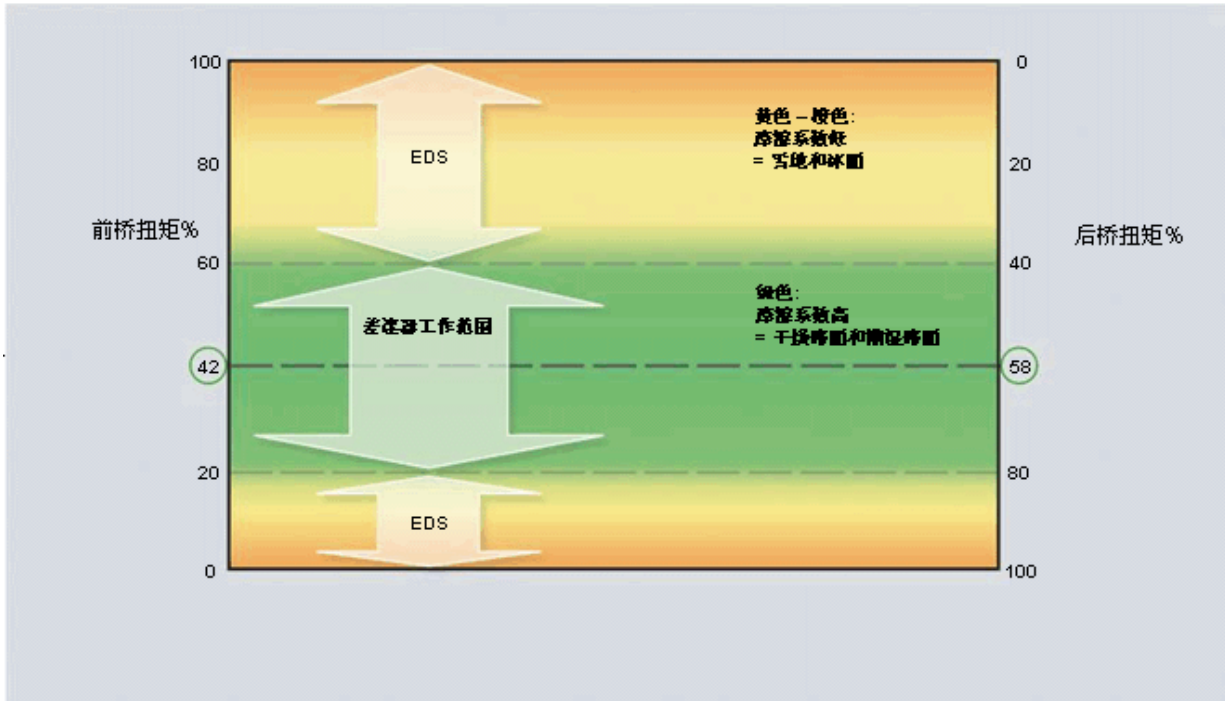 100
0
黄色 – 橙色:
摩擦系数低
= 雪地和冰面
EDS
80
20
前桥扭矩%
后桥扭矩%
60
40
绿色:
摩擦系数高
= 干燥路面和潮湿路面
差速器工作范围
42
58
20
80
EDS
0
100